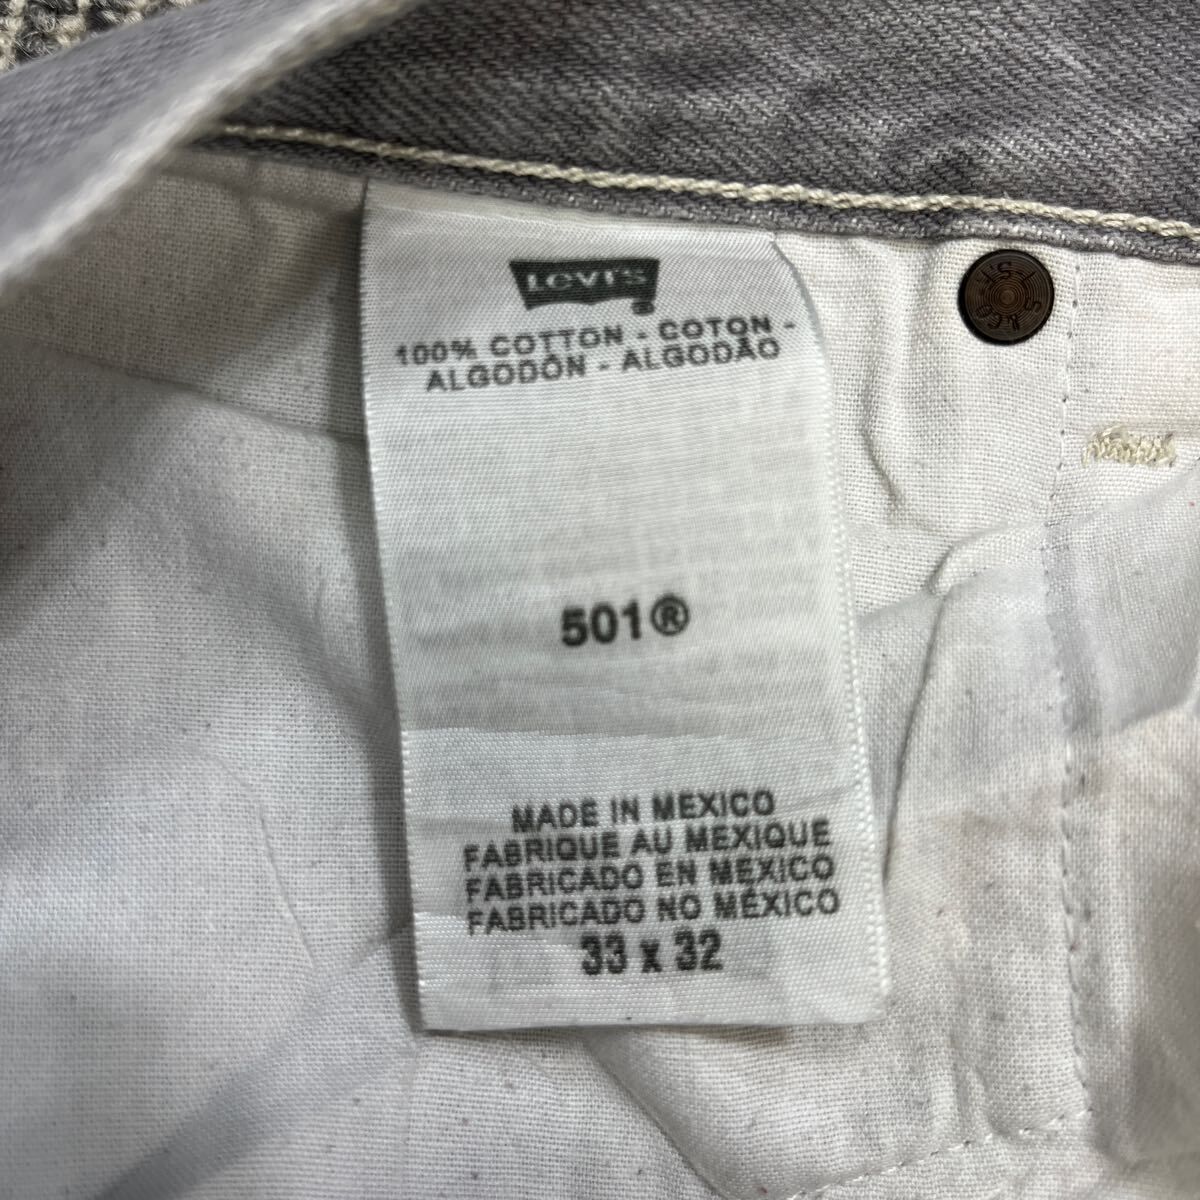 Levi's
100% COTTON - COTON -
ALGODÓN - ALGODÃO
501®
MADE IN MEXICO
FABRIQUE AU MEXIQUE
FABRICADO EN MEXICO
FABRICADO NO MÉXICO
33 x 32